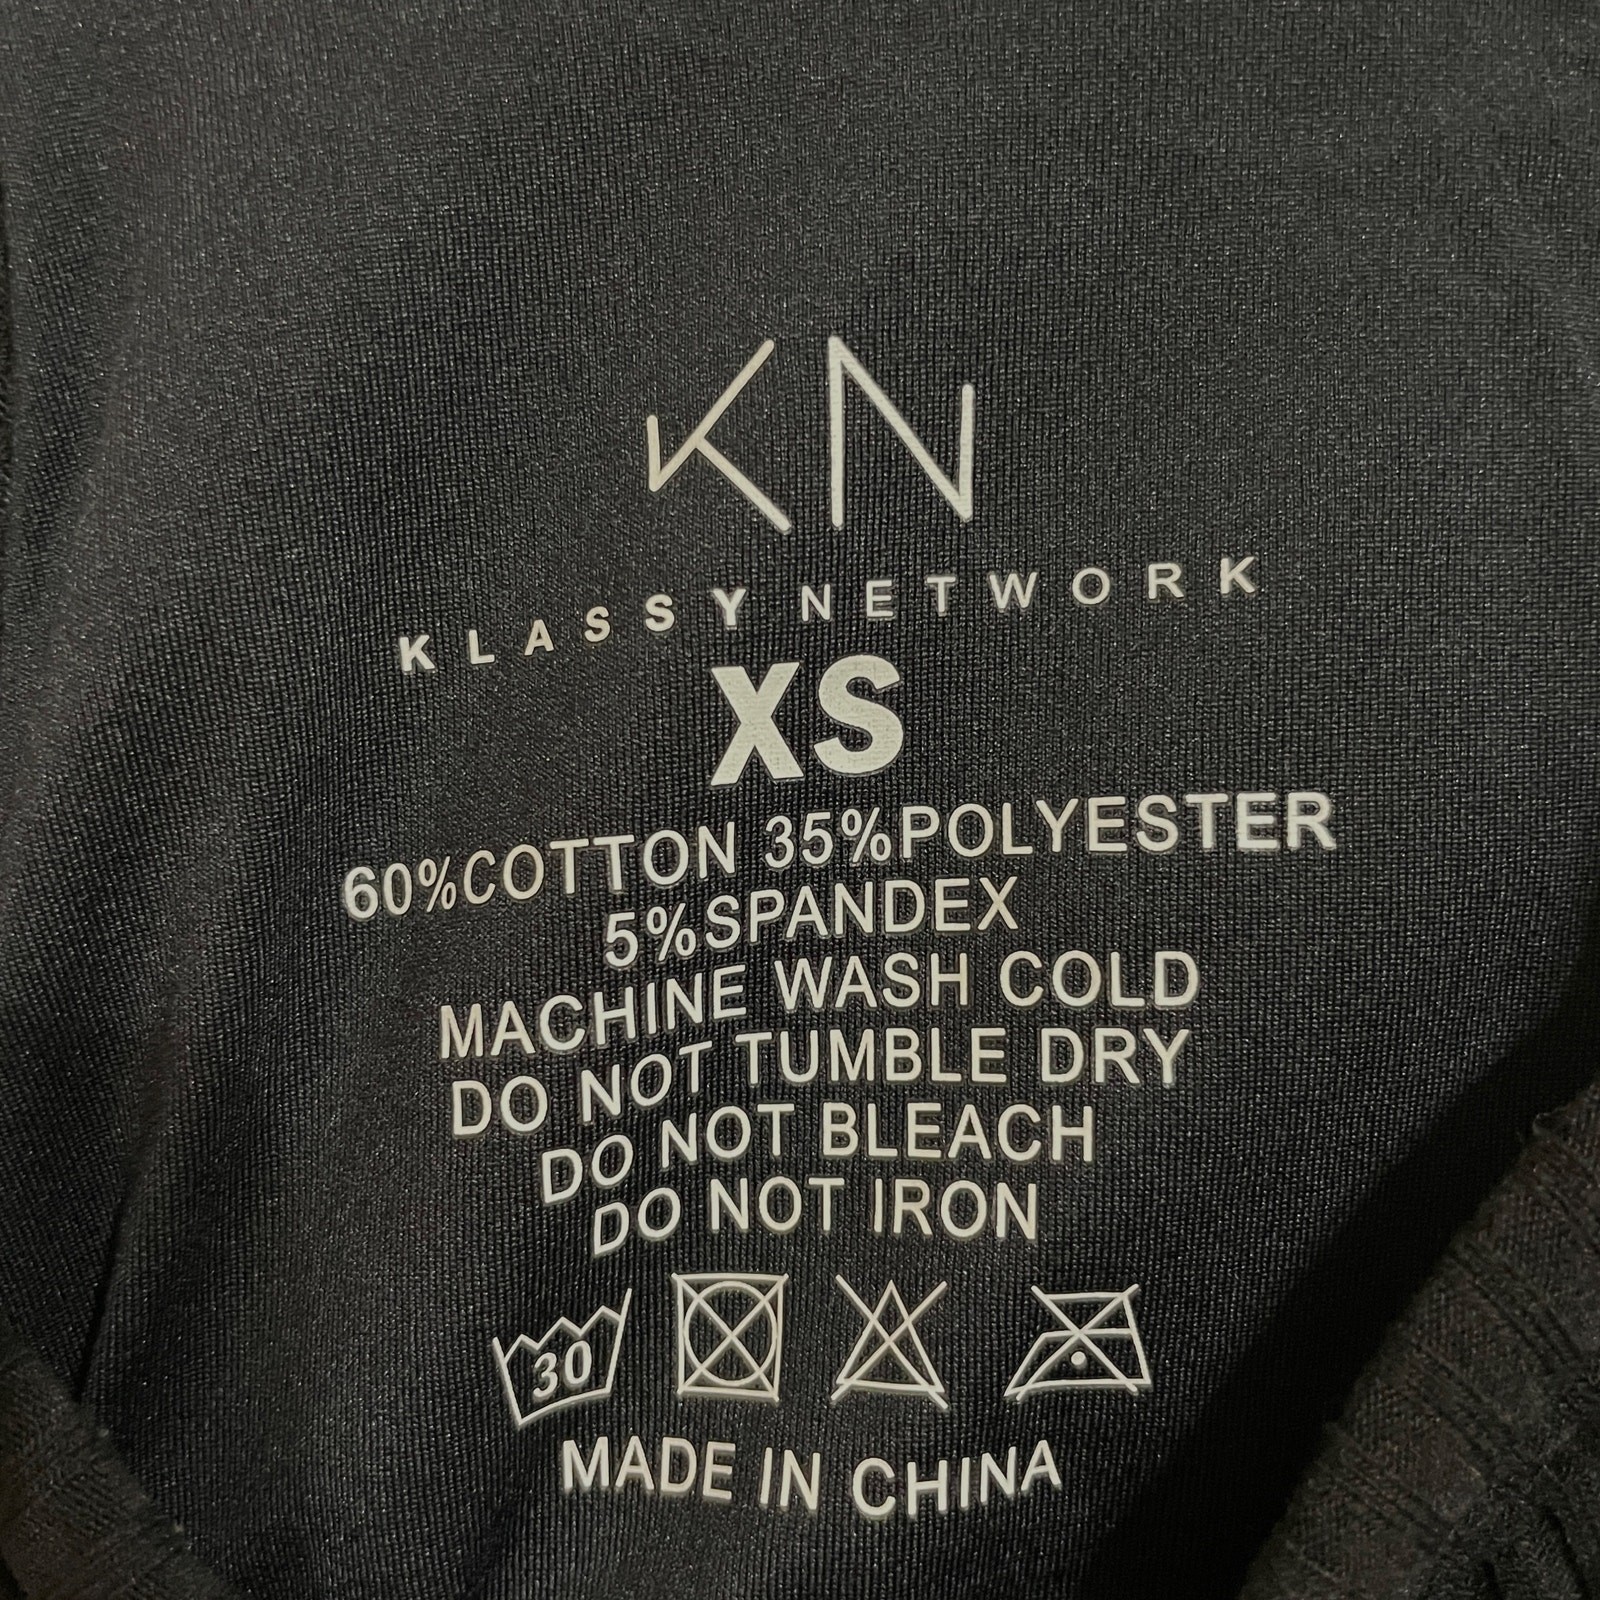 KN
KLASSY NETWORK
XS
60%COTTON 35%POLYESTER
5%SPANDEX
MACHINE WASH COLD
DO NOT TUMBLE DRY
DO NOT BLEACH
DO NOT IRON
30
MADE IN CHINA